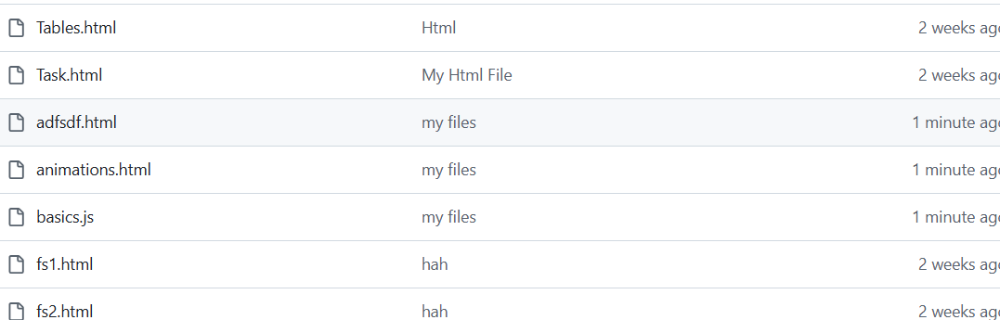 Tables.html Html 2 weeks ago
Task.html My Html File 2 weeks ago
adfsdf.html my files 1 minute ago
animations.html my files 1 minute ago
basics.js my files 1 minute ago
fs1.html hah 2 weeks ago
fs2.html hah 2 weeks ago